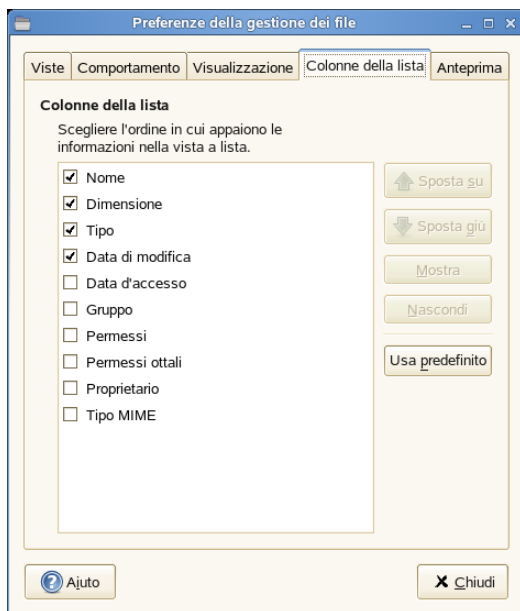 Preferenze della gestione dei file
Viste Comportamento Visualizzazione Colonne della lista Anteprima
Colonne della lista
Scegliere l'ordine in cui appaiono le
informazioni nella vista a lista.
Nome
Dimensione
Tipo
Data di modifica
Data d'accesso
Gruppo
Permessi
Permessi ottali
Proprietario
Tipo MIME
Sposta su
Sposta giù
Mostra
Nascondi
Usa predefinito
Aiuto
Chiudi